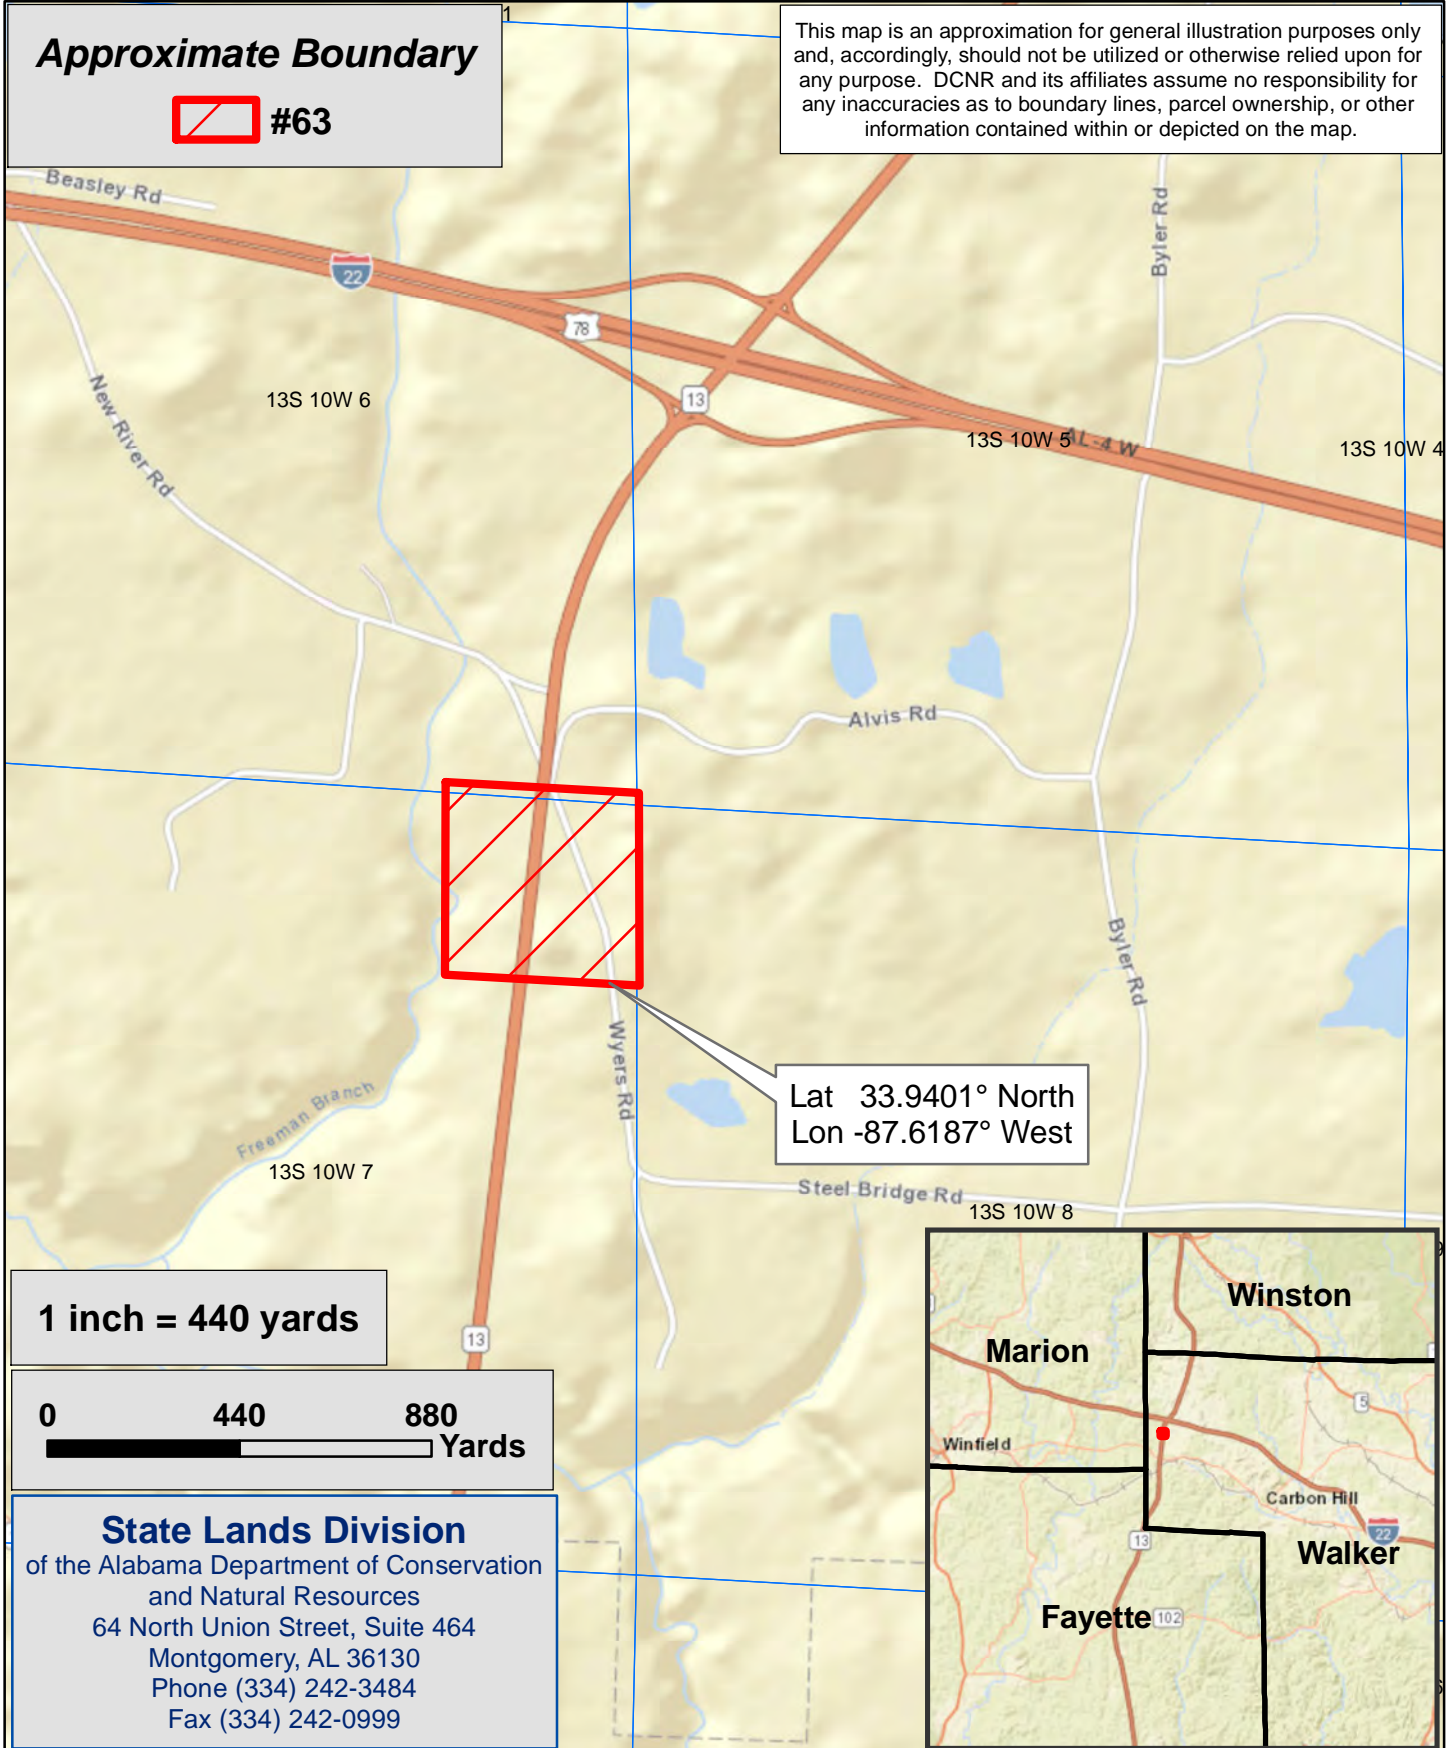 Approximate Boundary
#63
1
This map is an approximation for general illustration purposes only
and, accordingly, should not be utilized or otherwise relied upon for
any purpose. DCNR and its affiliates assume no responsibility for
any inaccuracies as to boundary lines, parcel ownership, or other
information contained within or depicted on the map.
Beasley Rd
Byler Rd
22
78
13
New River Rd
13S 10W 6
13S 10W 5
AL-4 W
13S 10W 4
Alvis Rd
Byler Rd
Wyers Rd
Lat 33.9401° North
Lon -87.6187° West
Freeman Branch
13S 10W 7
Steel Bridge Rd
13S 10W 8
13
1 inch = 440 yards
0 440 880
Yards
State Lands Division
of the Alabama Department of Conservation
and Natural Resources
64 North Union Street, Suite 464
Montgomery, AL 36130
Phone (334) 242-3484
Fax (334) 242-0999
Winston
Marion
5
Winfield
Carbon Hill
22
13
Walker
Fayette
102